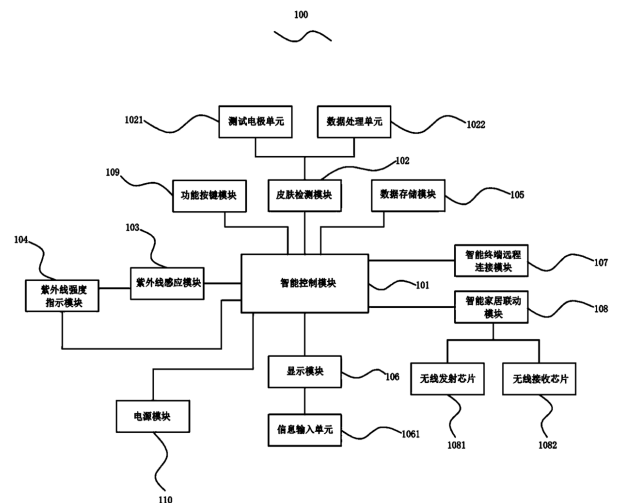 100
1021
测试电极单元
数据处理单元
1022
109
102
功能按键模块
皮肤检测模块
数据存储模块
105
104
103
紫外线强度
指示模块
紫外线感应模块
智能控制模块
101
智能终端远程
连接模块
107
智能家居联动
模块
108
显示模块
106
无线发射芯片
无线接收芯片
电源模块
信息输入单元
1061
1081
1082
110